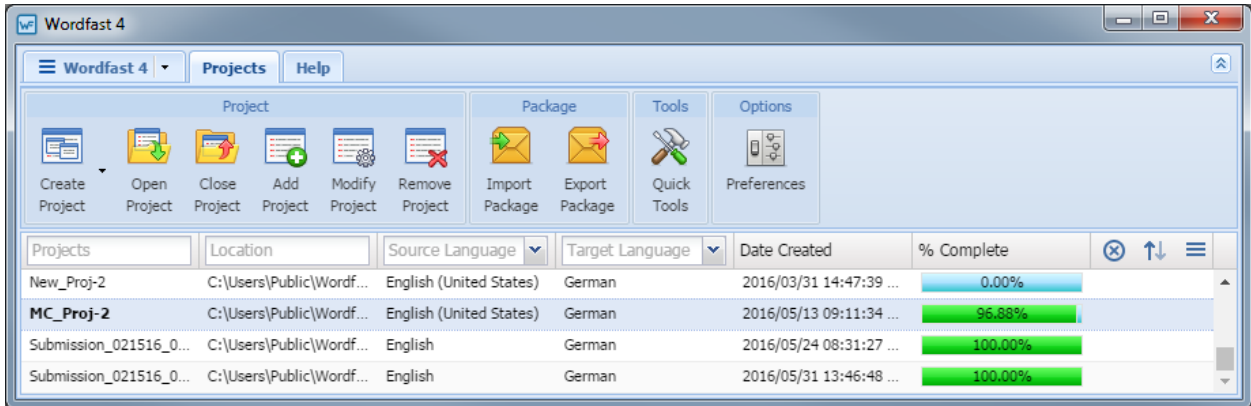 WF Wordfast 4
Wordfast 4 Projects Help
Project Package Tools Options
Create Project
Open Project
Close Project
Add Project
Modify Project
Remove Project
Import Package
Export Package
Quick Tools
Preferences
Projects Location Source Language Target Language Date Created % Complete
New_Proj-2 C:\Users\Public\Wordf... English (United States) German 2016/03/31 14:47:39 ... 0.00%
MC_Proj-2 C:\Users\Public\Wordf... English (United States) German 2016/05/13 09:11:34 ... 96.88%
Submission_021516_0... C:\Users\Public\Wordf... English German 2016/05/24 08:31:27 ... 100.00%
Submission_021516_0... C:\Users\Public\Wordf... English German 2016/05/31 13:46:48 ... 100.00%